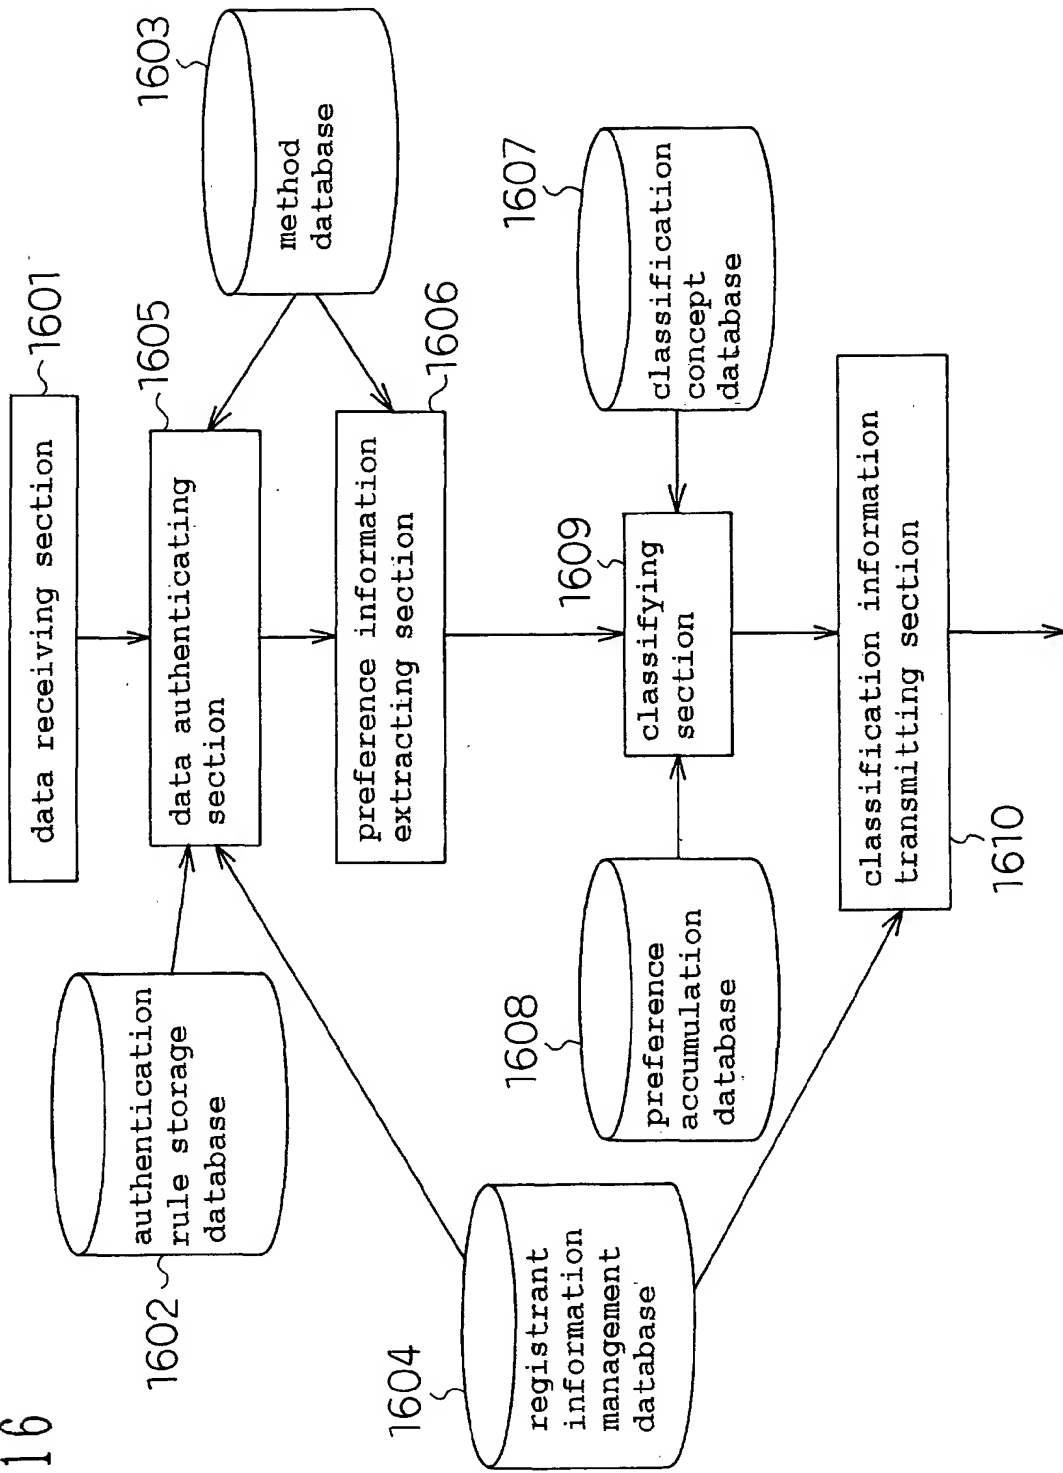 16
data receiving section
1601
1602
authentication
rule storage
database
data authenticating
section
1605
1603
method
database
preference information
extracting section
1606
1604
registrant
information
management
database
1608
preference
accumulation
database
1609
classifying
section
1607
classification
concept
database
classification information
transmitting section
1610